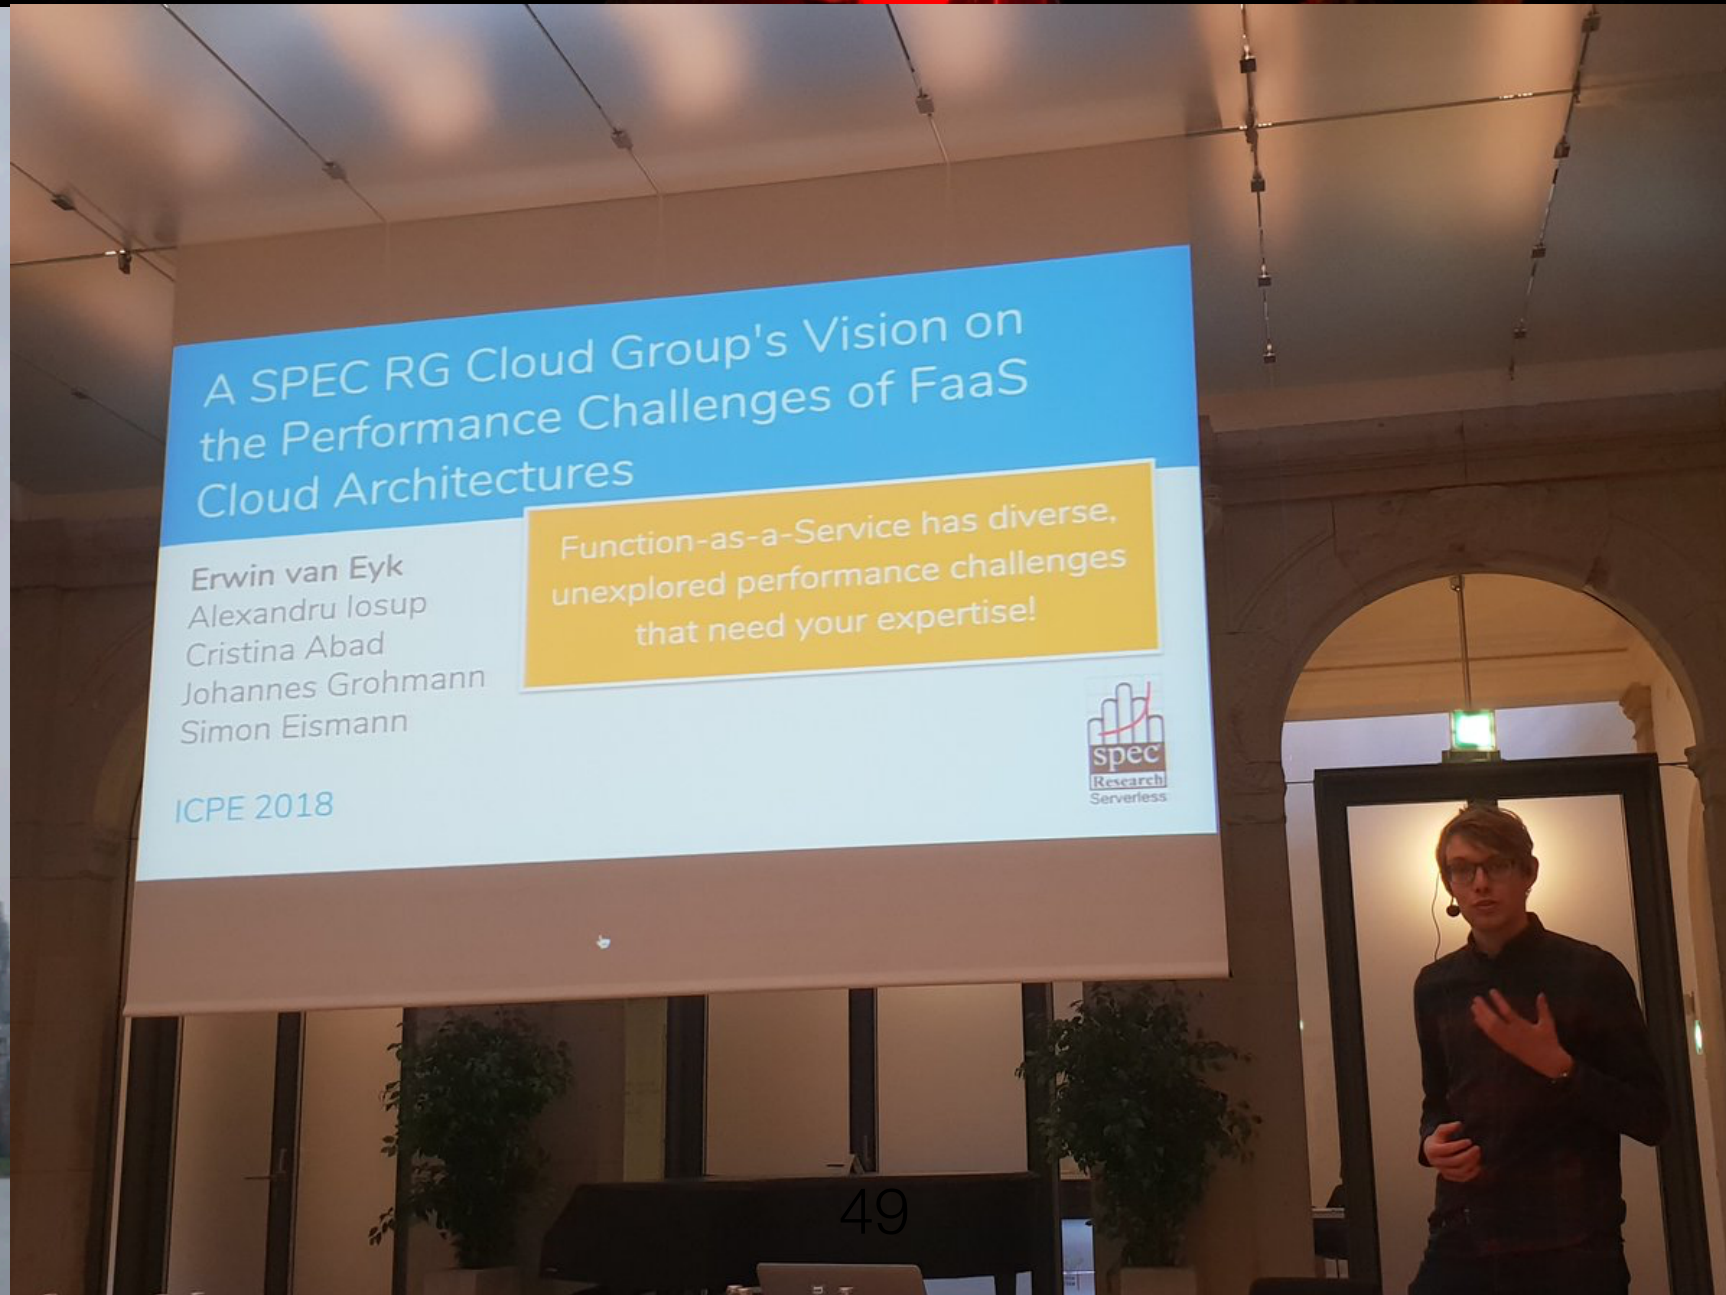 A SPEC RG Cloud Group's Vision on
the Performance Challenges of FaaS
Cloud Architectures
Function-as-a-Service has diverse,
unexplored performance challenges
that need your expertise!
Erwin van Eyk
Alexandru Iosup
Cristina Abad
Johannes Grohmann
Simon Eismann
ICPE 2018
spec
Research
Serverless
49